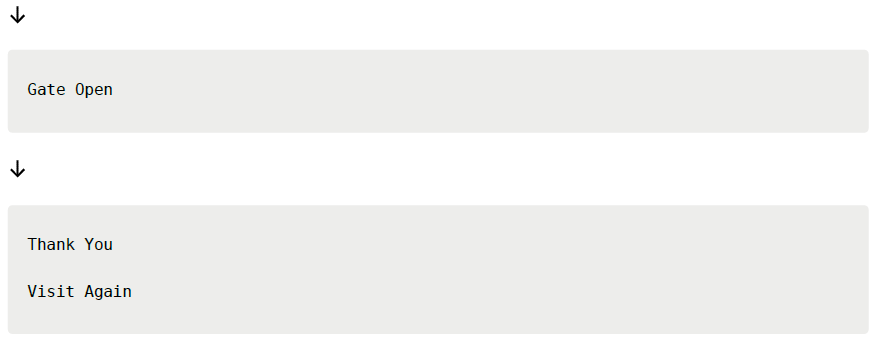 ↓
Gate Open
↓
Thank You
Visit Again